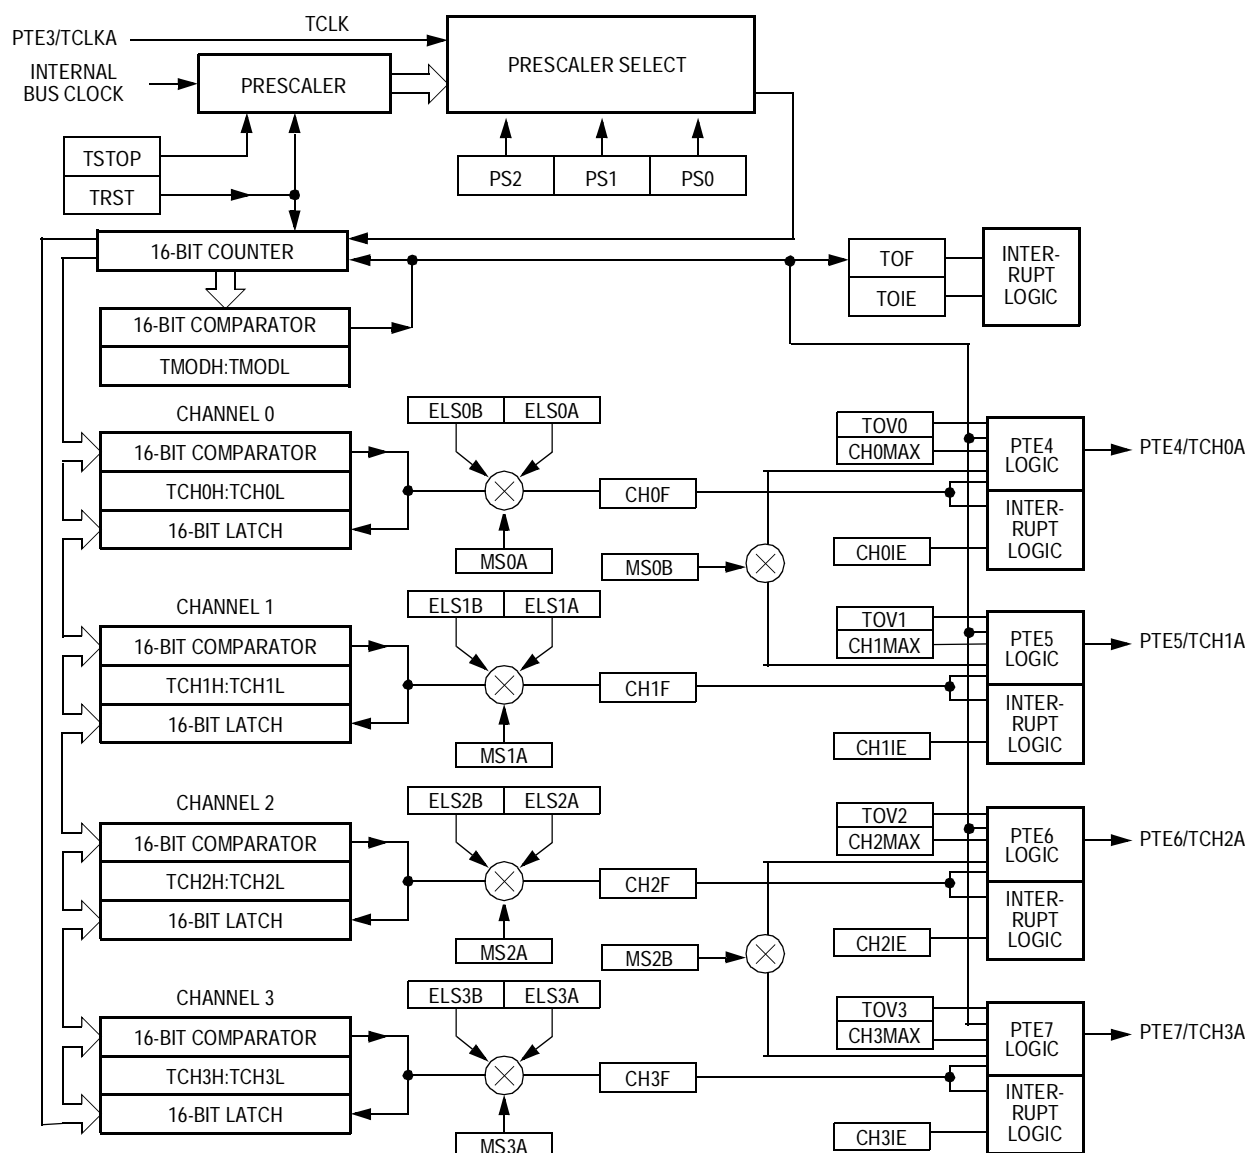 TCLK
PTE3/TCLKA
PRESCALER SELECT
INTERNAL
BUS CLOCK
PRESCALER
TSTOP
TRST
PS2
PS1
PS0
16-BIT COUNTER
TOF
TOIE
INTER-
RUPT
LOGIC
16-BIT COMPARATOR
TMODH:TMODL
CHANNEL 0
ELS0B
ELS0A
16-BIT COMPARATOR
TCH0H:TCH0L
16-BIT LATCH
MS0A
CH0F
MS0B
TOV0
CH0MAX
PTE4
LOGIC
PTE4/TCH0A
INTER-
RUPT
LOGIC
CH0IE
CHANNEL 1
ELS1B
ELS1A
16-BIT COMPARATOR
TCH1H:TCH1L
16-BIT LATCH
MS1A
CH1F
TOV1
CH1MAX
PTE5
LOGIC
PTE5/TCH1A
INTER-
RUPT
LOGIC
CH1IE
CHANNEL 2
ELS2B
ELS2A
16-BIT COMPARATOR
TCH2H:TCH2L
16-BIT LATCH
MS2A
CH2F
MS2B
TOV2
CH2MAX
PTE6
LOGIC
PTE6/TCH2A
INTER-
RUPT
LOGIC
CH2IE
CHANNEL 3
ELS3B
ELS3A
16-BIT COMPARATOR
TCH3H:TCH3L
16-BIT LATCH
MS3A
CH3F
TOV3
CH3MAX
PTE7
LOGIC
PTE7/TCH3A
INTER-
RUPT
LOGIC
CH3IE